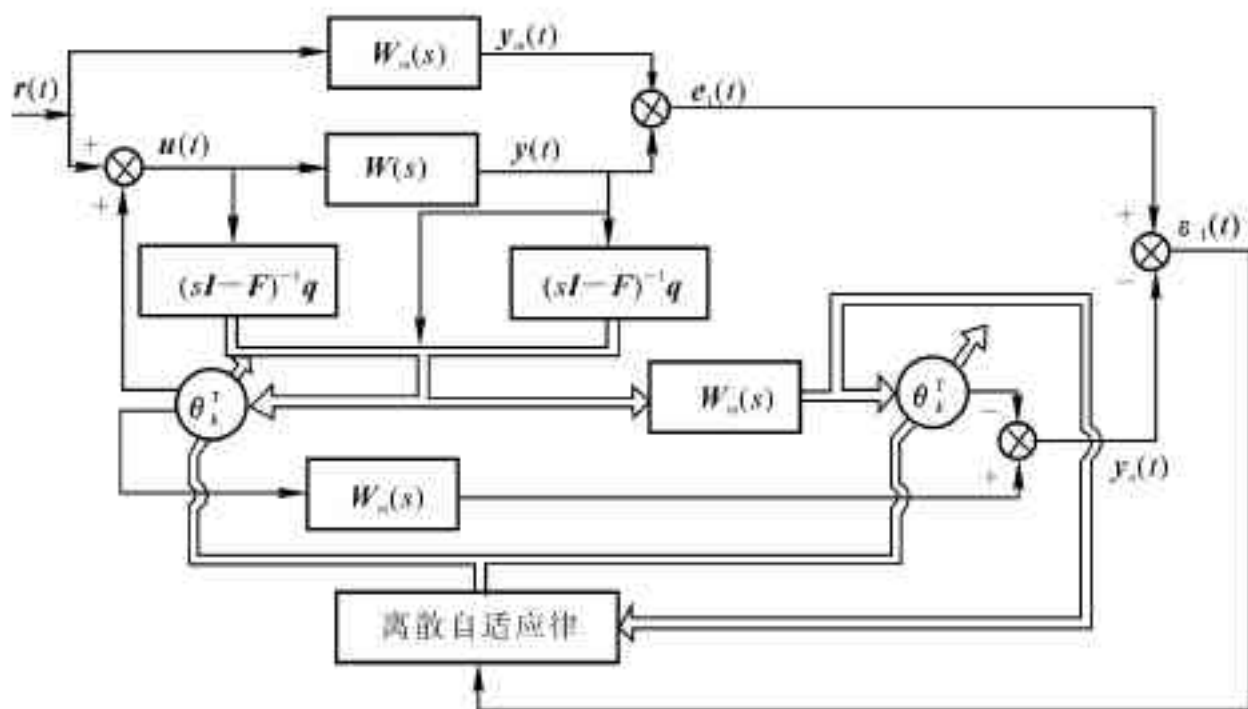 W_m(s)
y_m(t)
r(t)
e_1(t)
+
u(t)
W(s)
y(t)
+
+
ε_1(t)
−
(sI−F)^{-1}q
(sI−F)^{-1}q
θ_k^T
W_m(s)
θ_k^T
−
W_m(s)
+
y_a(t)
离散自适应律